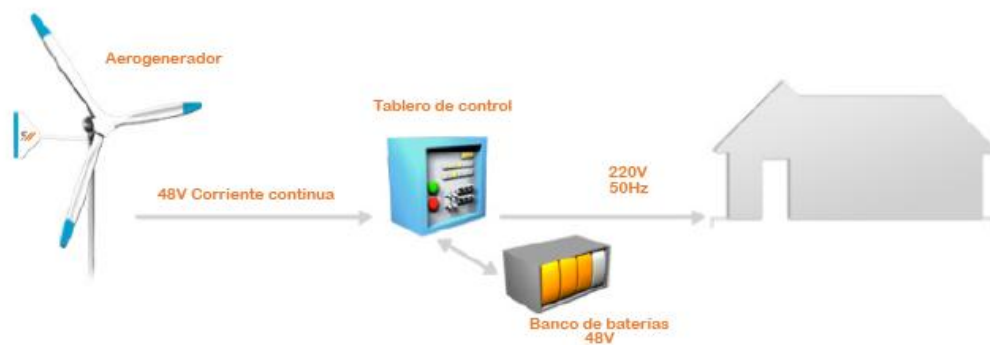 Aerogenerador
Tablero de control
48V Corriente continua
220V
50Hz
Banco de baterías
48V